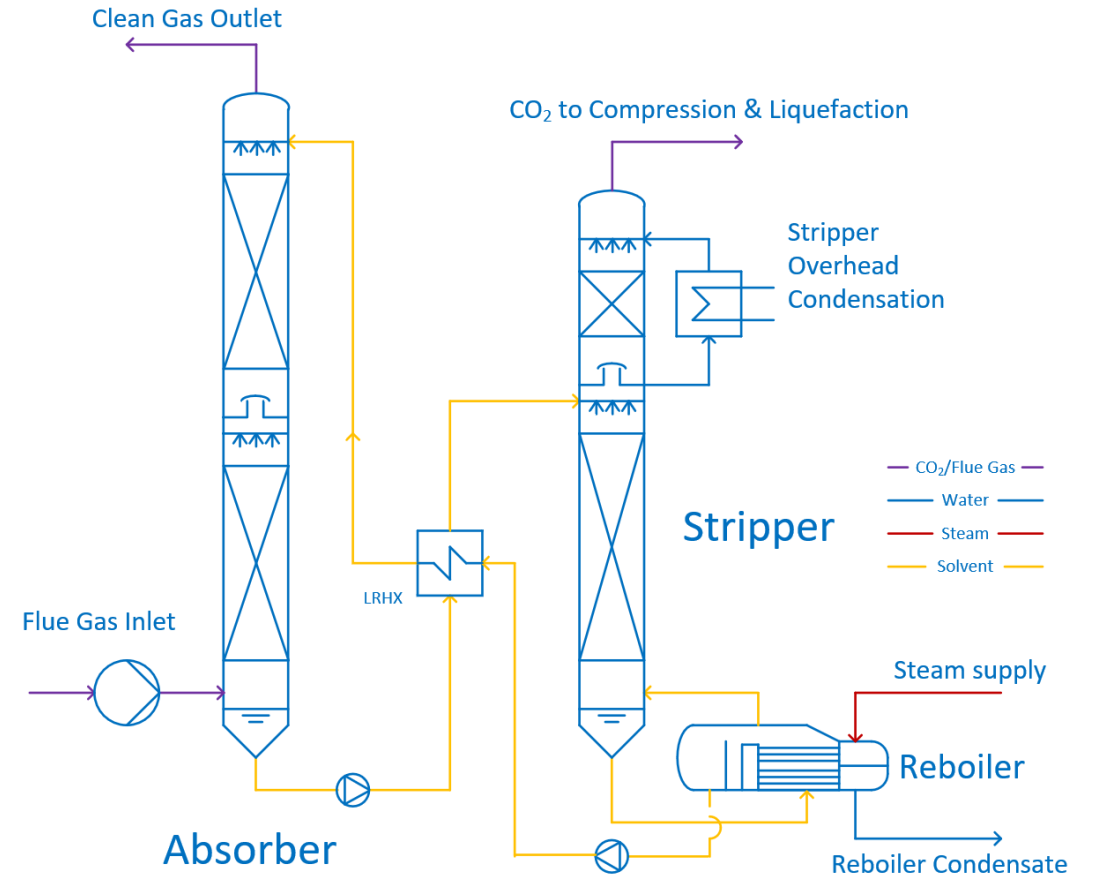 Clean Gas Outlet
CO₂ to Compression & Liquefaction
Stripper
Overhead
Condensation
CO₂/Flue Gas
Water
Stripper
Steam
Solvent
LRHX
Flue Gas Inlet
Steam supply
Reboiler
Absorber
Reboiler Condensate